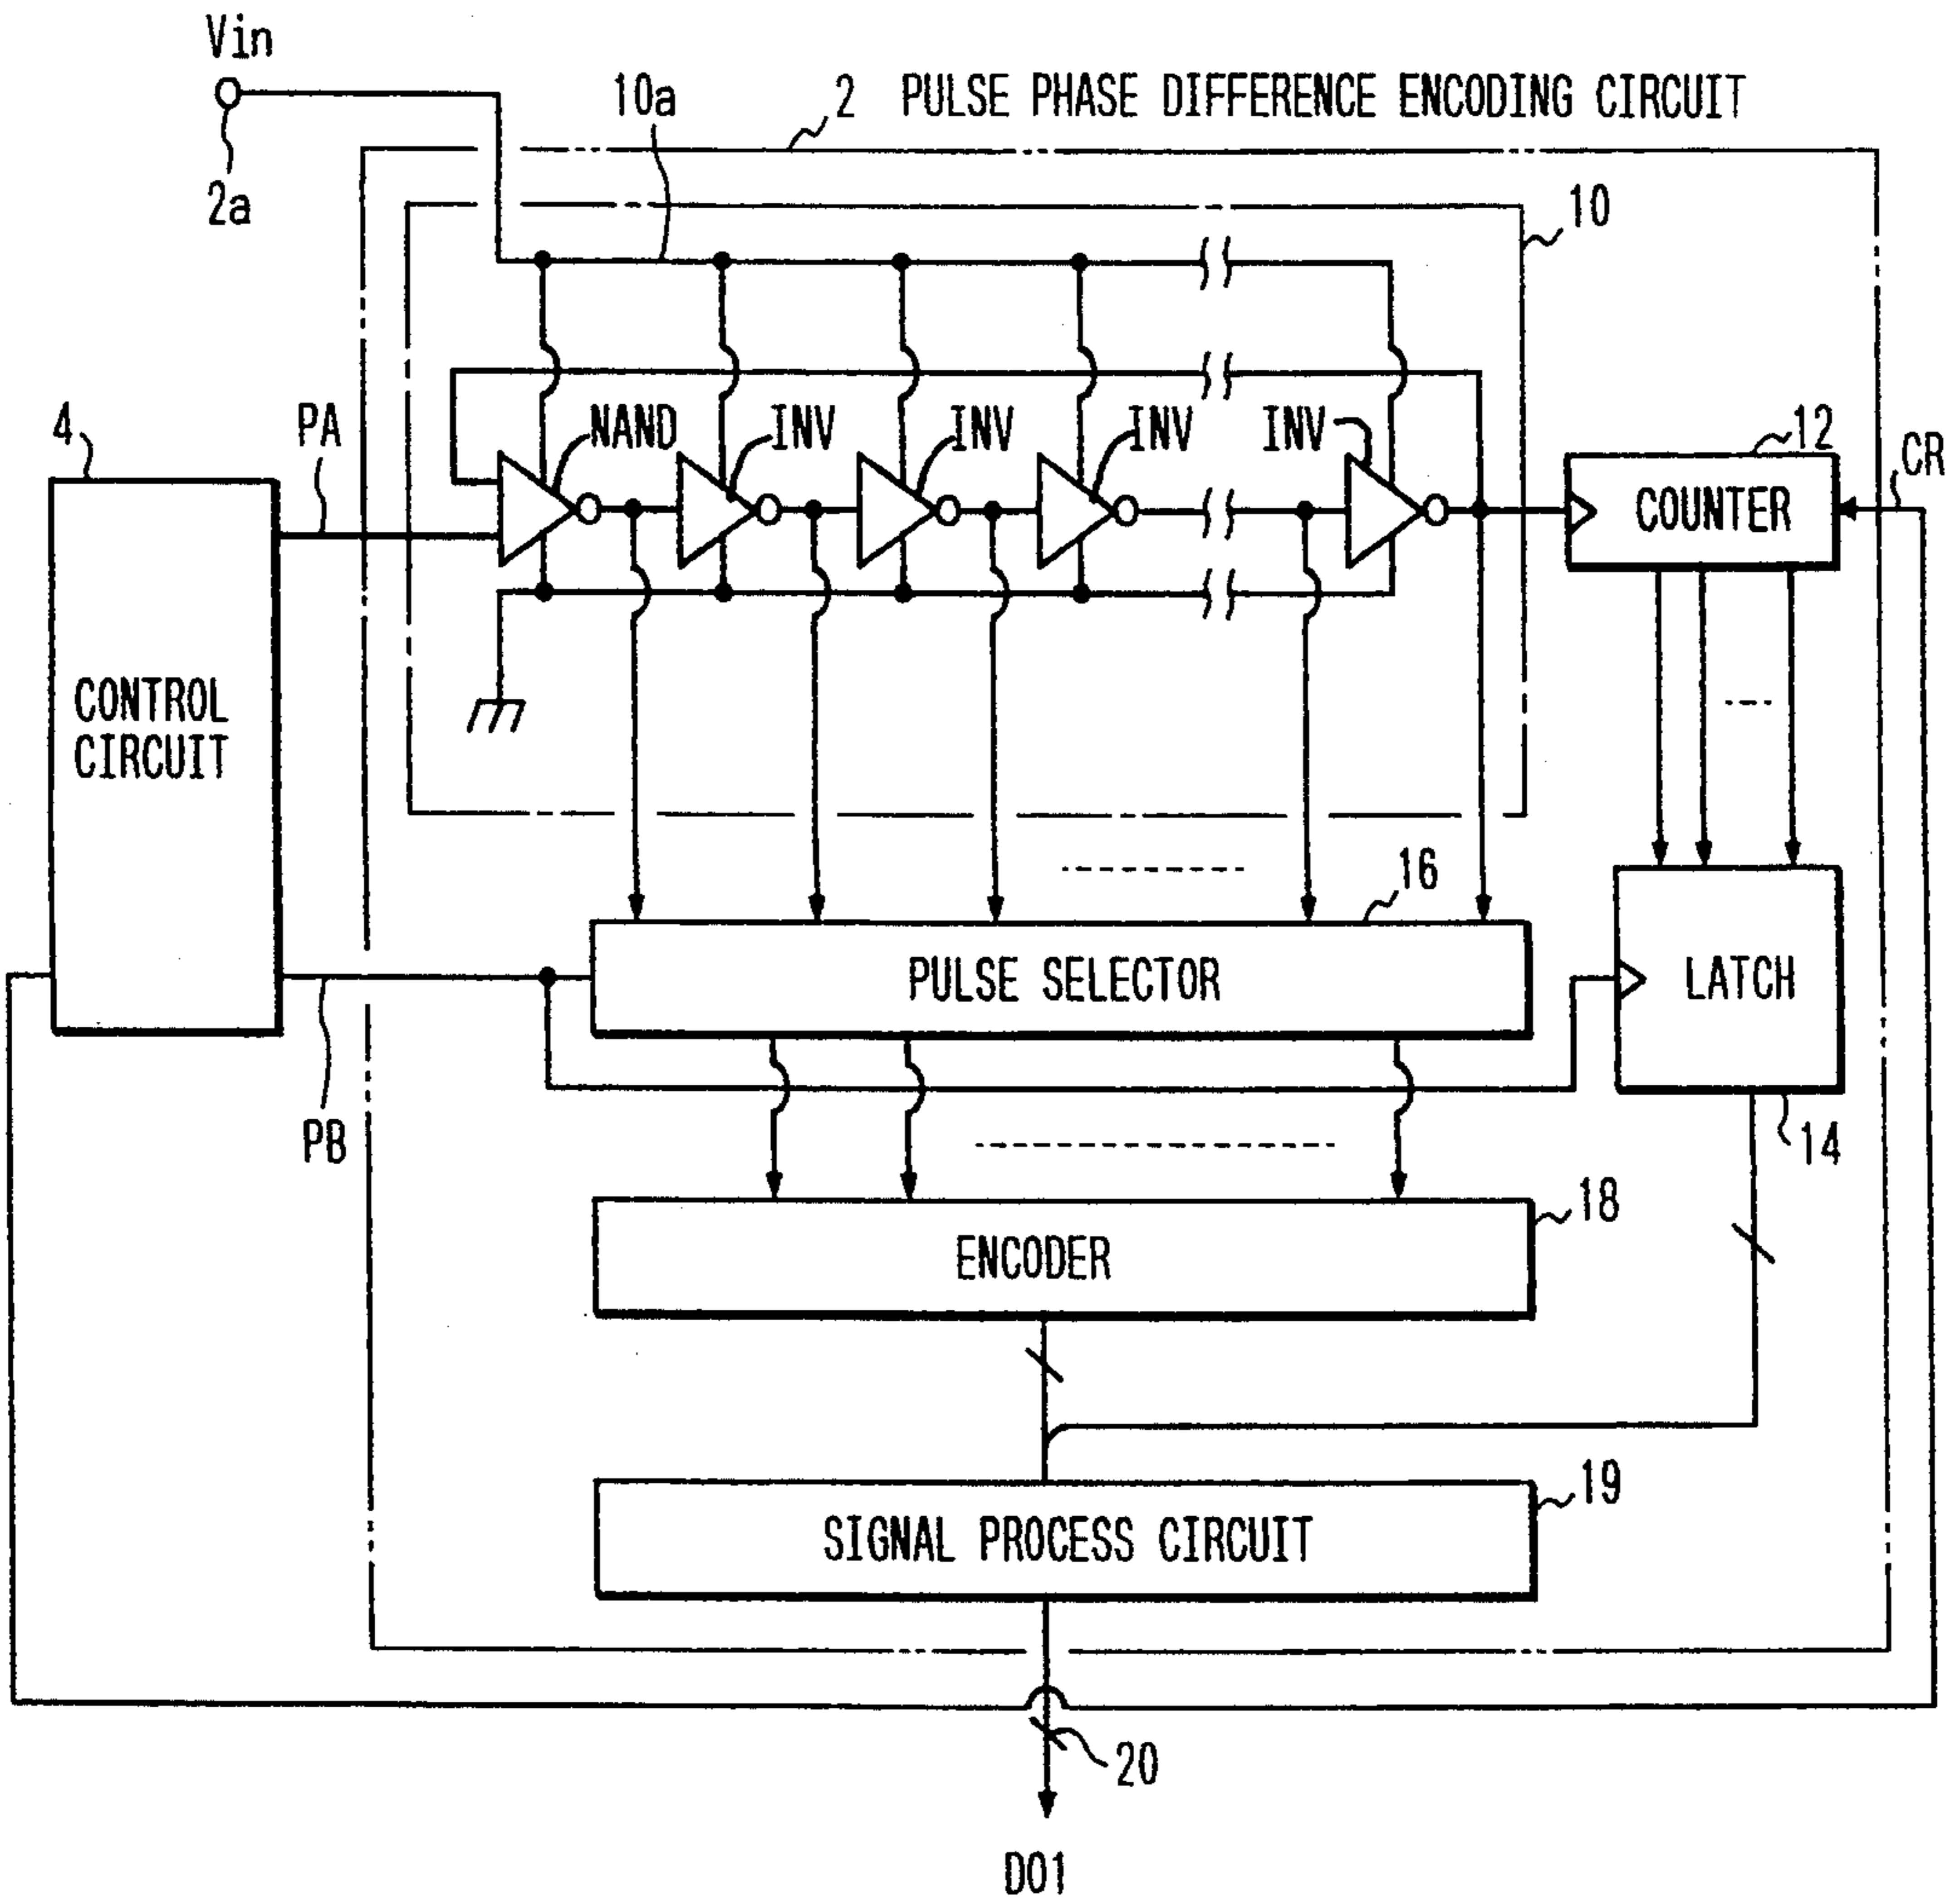 Vin
2a
10a
2 PULSE PHASE DIFFERENCE ENCODING CIRCUIT
10
4
PA
NAND
INV
INV
INV
INV
12
CR
COUNTER
CONTROL
CIRCUIT
---
16
PULSE SELECTOR
LATCH
PB
14
18
ENCODER
19
SIGNAL PROCESS CIRCUIT
20
DO1